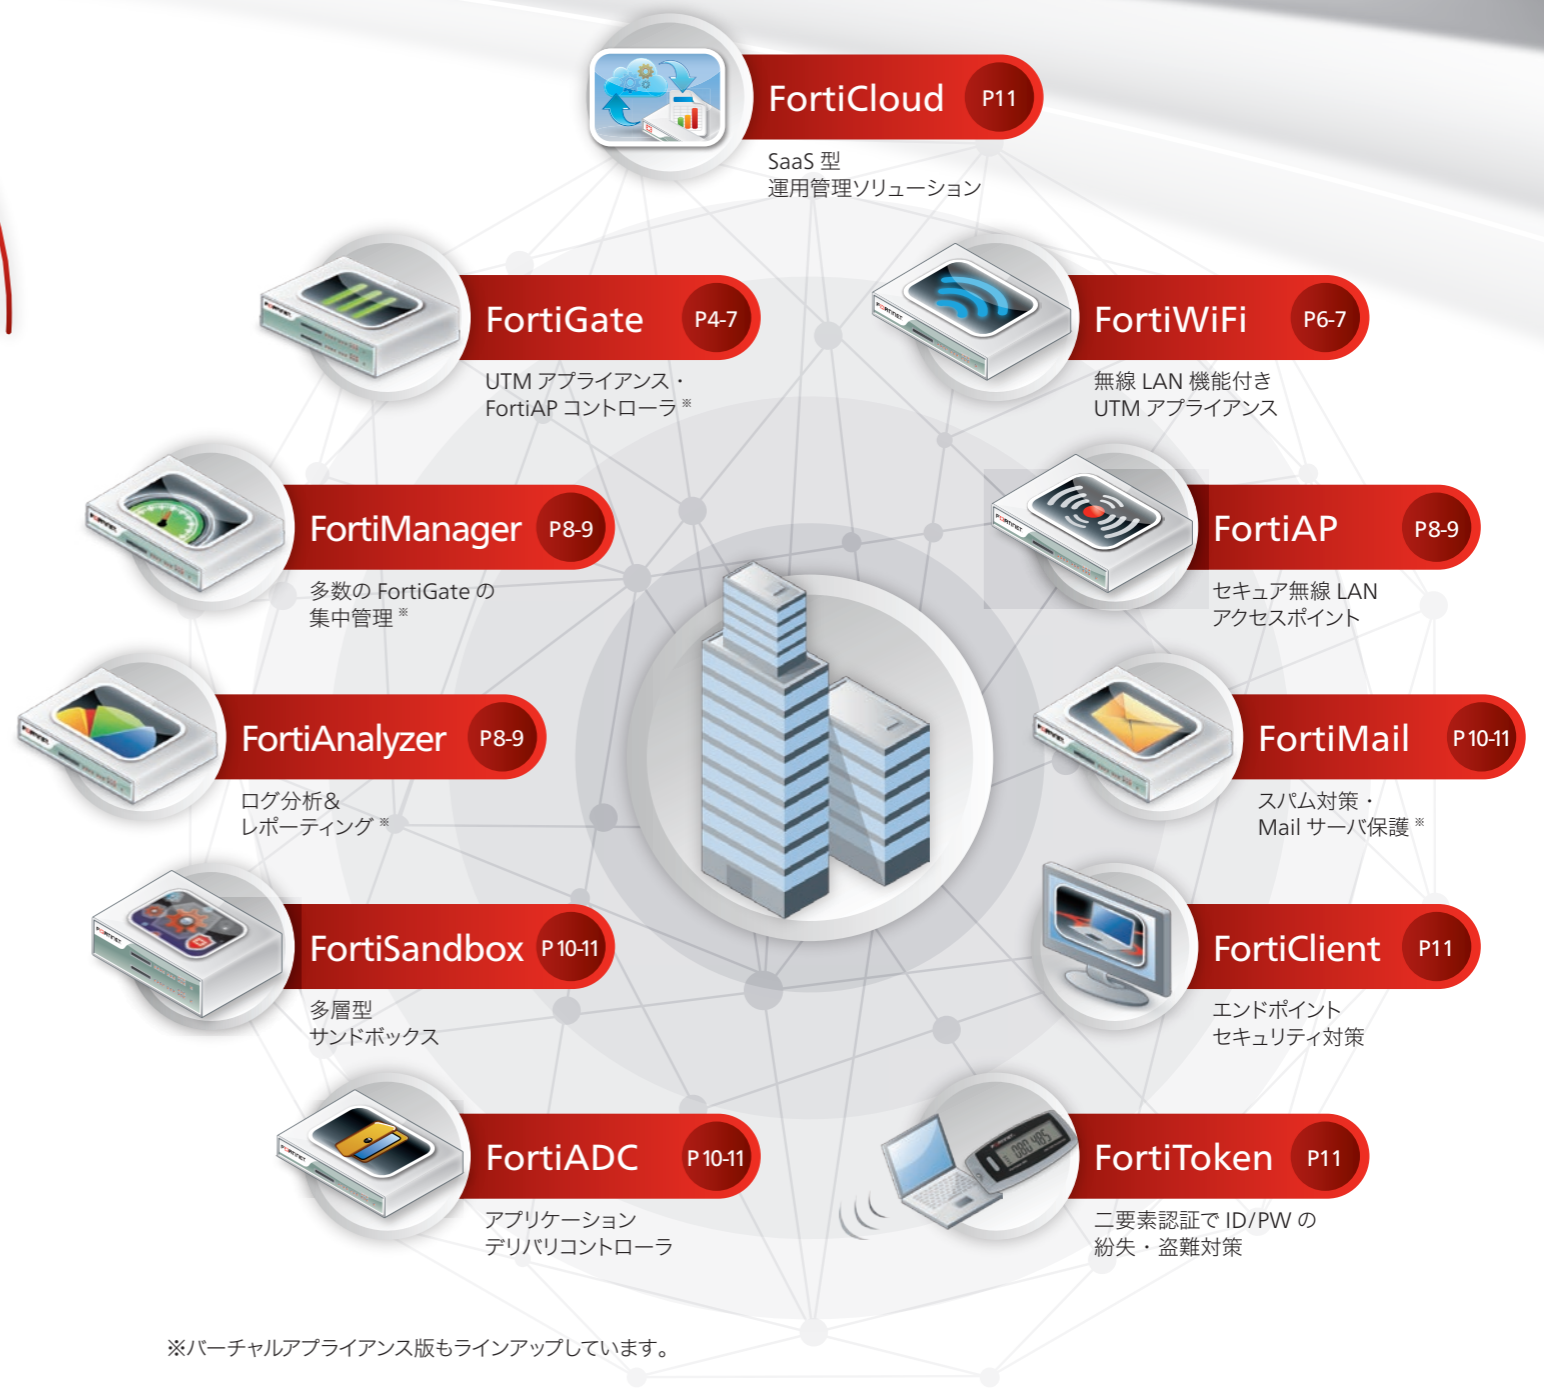 FortiCloud P11
SaaS 型
運用管理ソリューション
FortiGate P4-7
UTM アプライアンス・
FortiAP コントローラ※
FortiWiFi P6-7
無線 LAN 機能付き
UTM アプライアンス
FortiManager P8-9
多数の FortiGate の
集中管理※
FortiAP P8-9
セキュア無線 LAN
アクセスポイント
FortiAnalyzer P8-9
ログ分析&
レポーティング※
FortiMail P10-11
スパム対策・
Mail サーバ保護※
FortiSandbox P10-11
多層型
サンドボックス
FortiClient P11
エンドポイント
セキュリティ対策
FortiADC P10-11
アプリケーション
デリバリコントローラ
FortiToken P11
二要素認証で ID/PW の
紛失・盗難対策
※バーチャルアプライアンス版もラインアップしています。